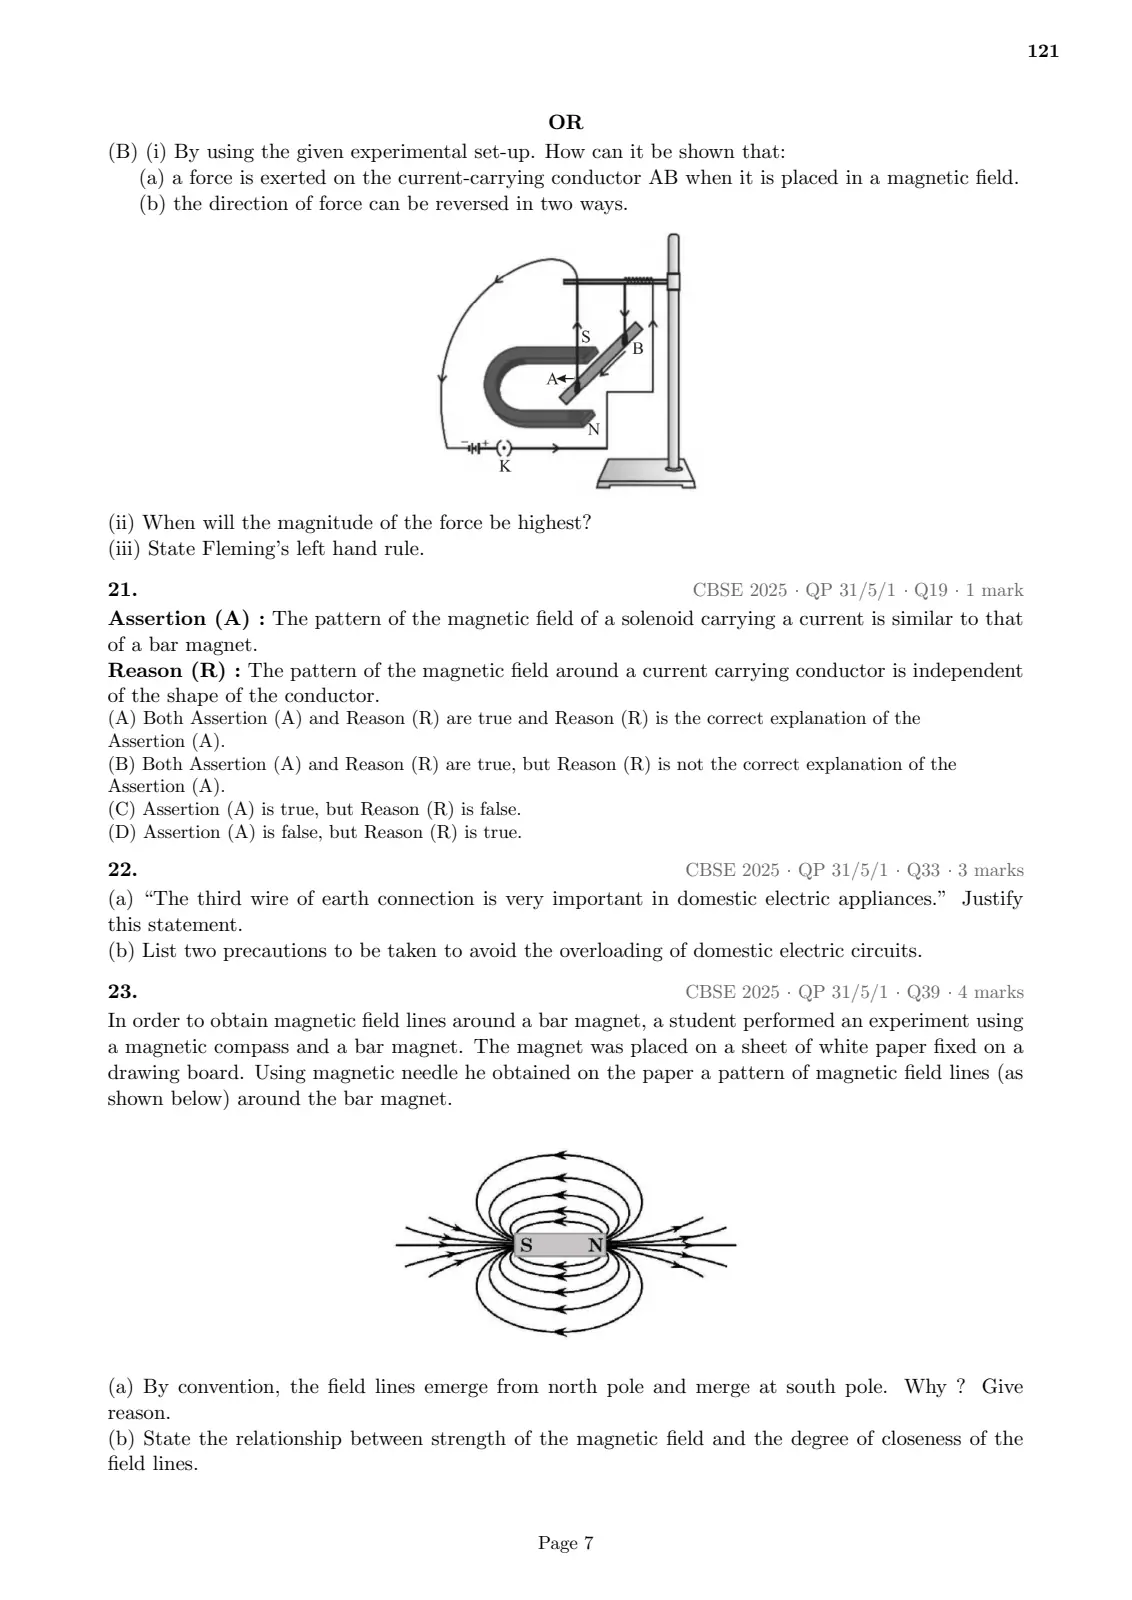 121
OR
(B) (i) By using the given experimental set-up. How can it be shown that:
(a) a force is exerted on the current-carrying conductor AB when it is placed in a magnetic field.
(b) the direction of force can be reversed in two ways.
S
B
A
N
− +
K
(ii) When will the magnitude of the force be highest?
(iii) State Fleming's left hand rule.
21. CBSE 2025 · QP 31/5/1 · Q19 · 1 mark
Assertion (A) : The pattern of the magnetic field of a solenoid carrying a current is similar to that
of a bar magnet.
Reason (R) : The pattern of the magnetic field around a current carrying conductor is independent
of the shape of the conductor.
(A) Both Assertion (A) and Reason (R) are true and Reason (R) is the correct explanation of the
Assertion (A).
(B) Both Assertion (A) and Reason (R) are true, but Reason (R) is not the correct explanation of the
Assertion (A).
(C) Assertion (A) is true, but Reason (R) is false.
(D) Assertion (A) is false, but Reason (R) is true.
22. CBSE 2025 · QP 31/5/1 · Q33 · 3 marks
(a) “The third wire of earth connection is very important in domestic electric appliances.” Justify
this statement.
(b) List two precautions to be taken to avoid the overloading of domestic electric circuits.
23. CBSE 2025 · QP 31/5/1 · Q39 · 4 marks
In order to obtain magnetic field lines around a bar magnet, a student performed an experiment using
a magnetic compass and a bar magnet. The magnet was placed on a sheet of white paper fixed on a
drawing board. Using magnetic needle he obtained on the paper a pattern of magnetic field lines (as
shown below) around the bar magnet.
S N
(a) By convention, the field lines emerge from north pole and merge at south pole. Why ? Give
reason.
(b) State the relationship between strength of the magnetic field and the degree of closeness of the
field lines.
Page 7